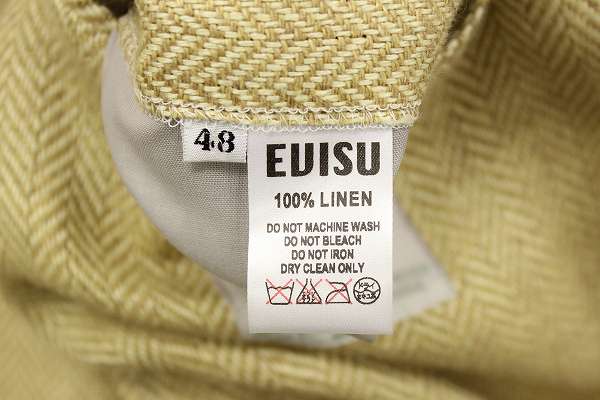 48
EVISU
100% LINEN
DO NOT MACHINE WASH
DO NOT BLEACH
DO NOT IRON
DRY CLEAN ONLY